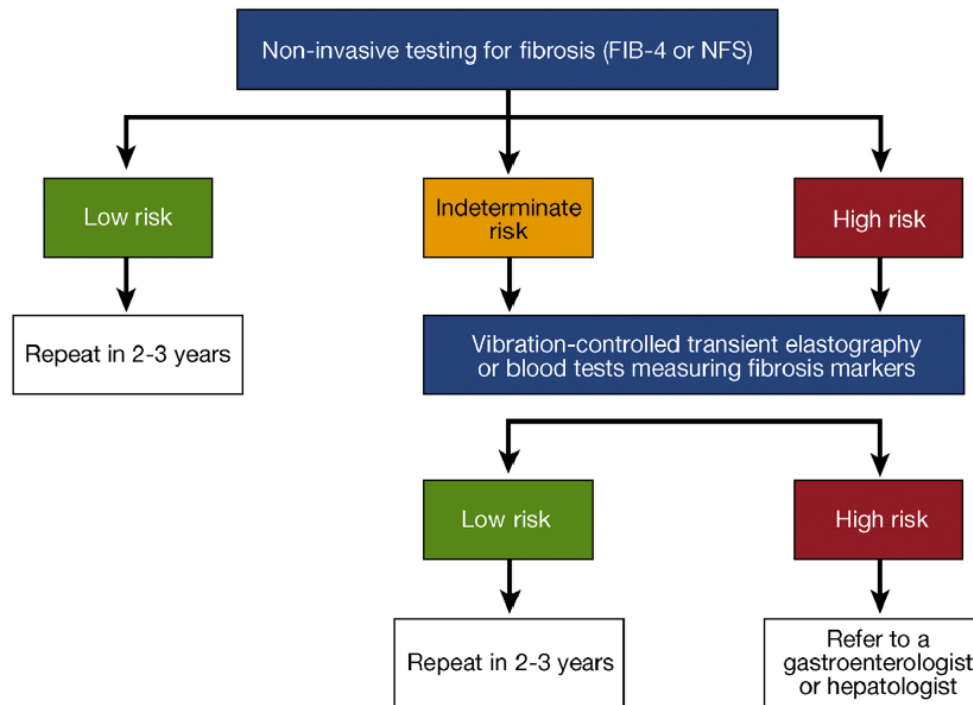 Non-invasive testing for fibrosis (FIB-4 or NFS)
Low risk
Indeterminate
risk
High risk
Repeat in 2-3 years
Vibration-controlled transient elastography
or blood tests measuring fibrosis markers
Low risk
High risk
Repeat in 2-3 years
Refer to a
gastroenterologist
or hepatologist